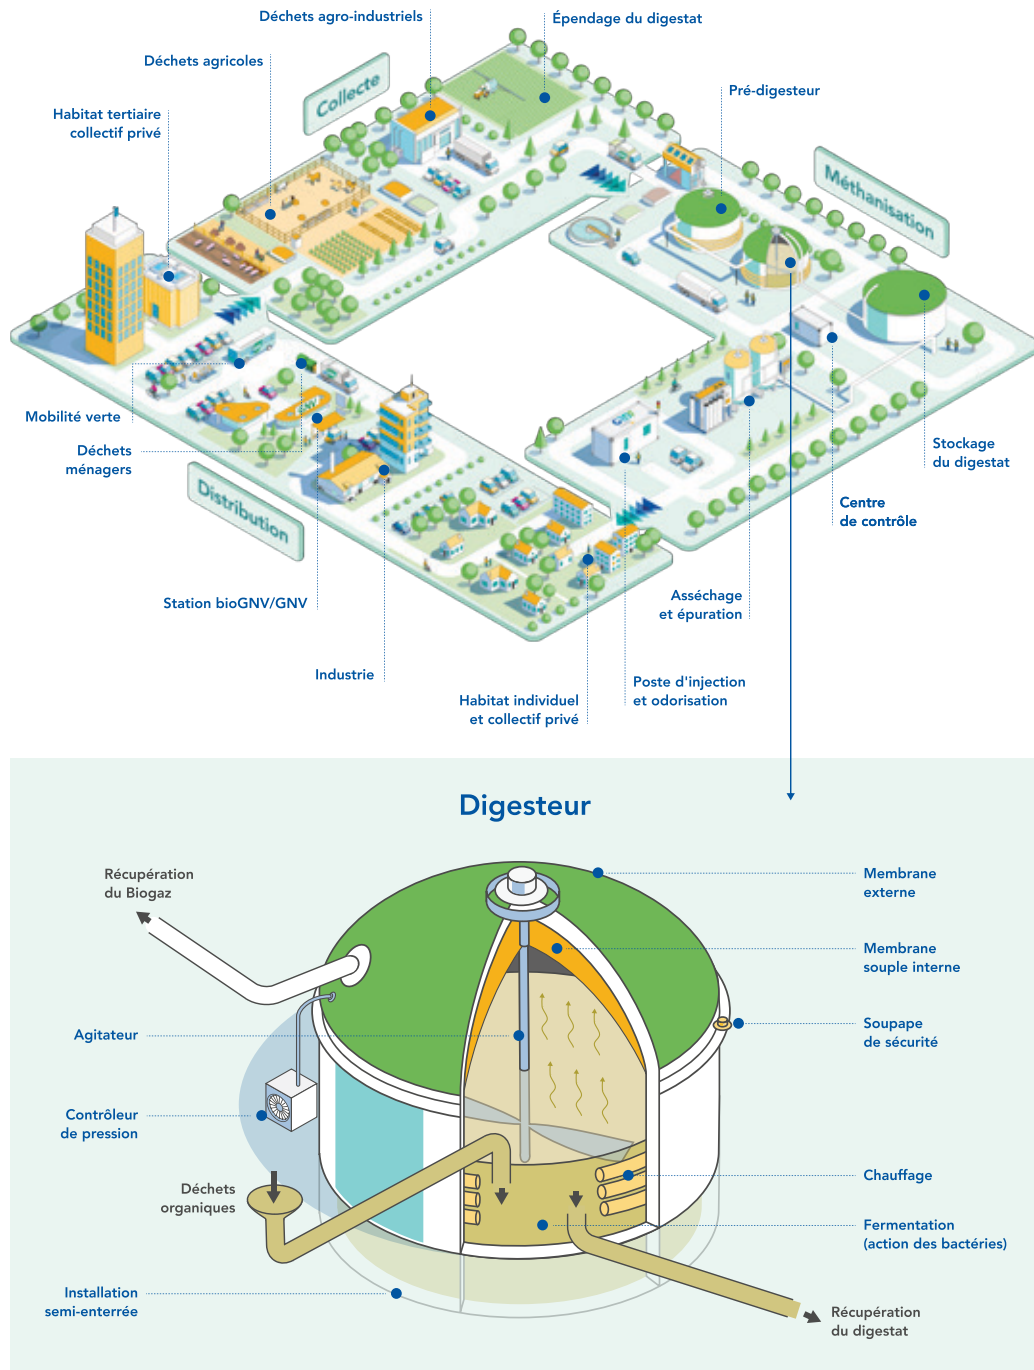 Déchets agro-industriels
Épendage du digestat
Déchets agricoles
Collecte
Habitat tertiaire
collectif privé
Pré-digesteur
Méthanisation
Mobilité verte
Déchets
ménagers
GNV
Distribution
Stockage
du digestat
Centre
de contrôle
Station bioGNV/GNV
Asséchage
et épuration
Industrie
Habitat individuel
et collectif privé
Poste d'injection
et odorisation
Digesteur
Récupération
du Biogaz
Membrane
externe
Membrane
souple interne
Agitateur
Soupape
de sécurité
Contrôleur
de pression
Déchets
organiques
Chauffage
Fermentation
(action des bactéries)
Installation
semi-enterrée
Récupération
du digestat